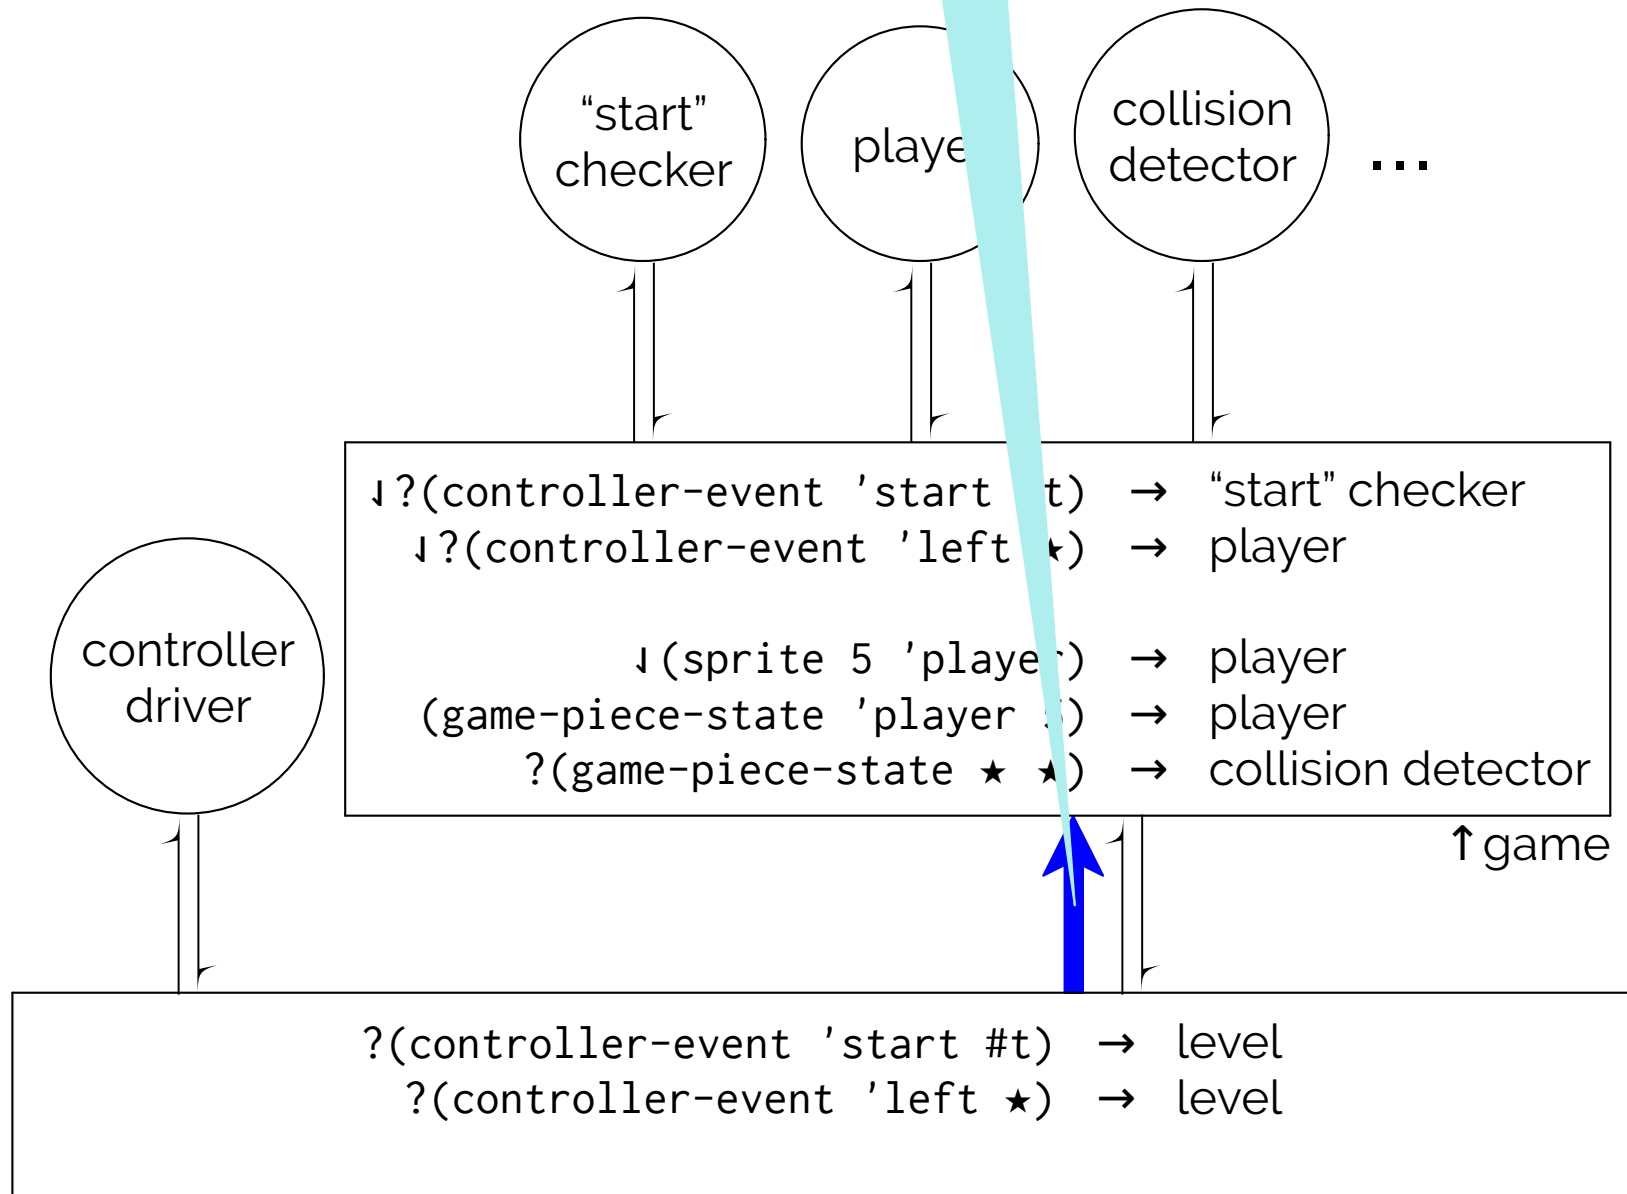 “start”
checker
playe
collision
detector
...
⇃?(controller-event 'start t) → “start” checker
⇃?(controller-event 'left ★) → player
⇃(sprite 5 'player) → player
(game-piece-state 'player 5) → player
?(game-piece-state ★ ★) → collision detector
controller
driver
↑game
?(controller-event 'start #t) → level
?(controller-event 'left ★) → level